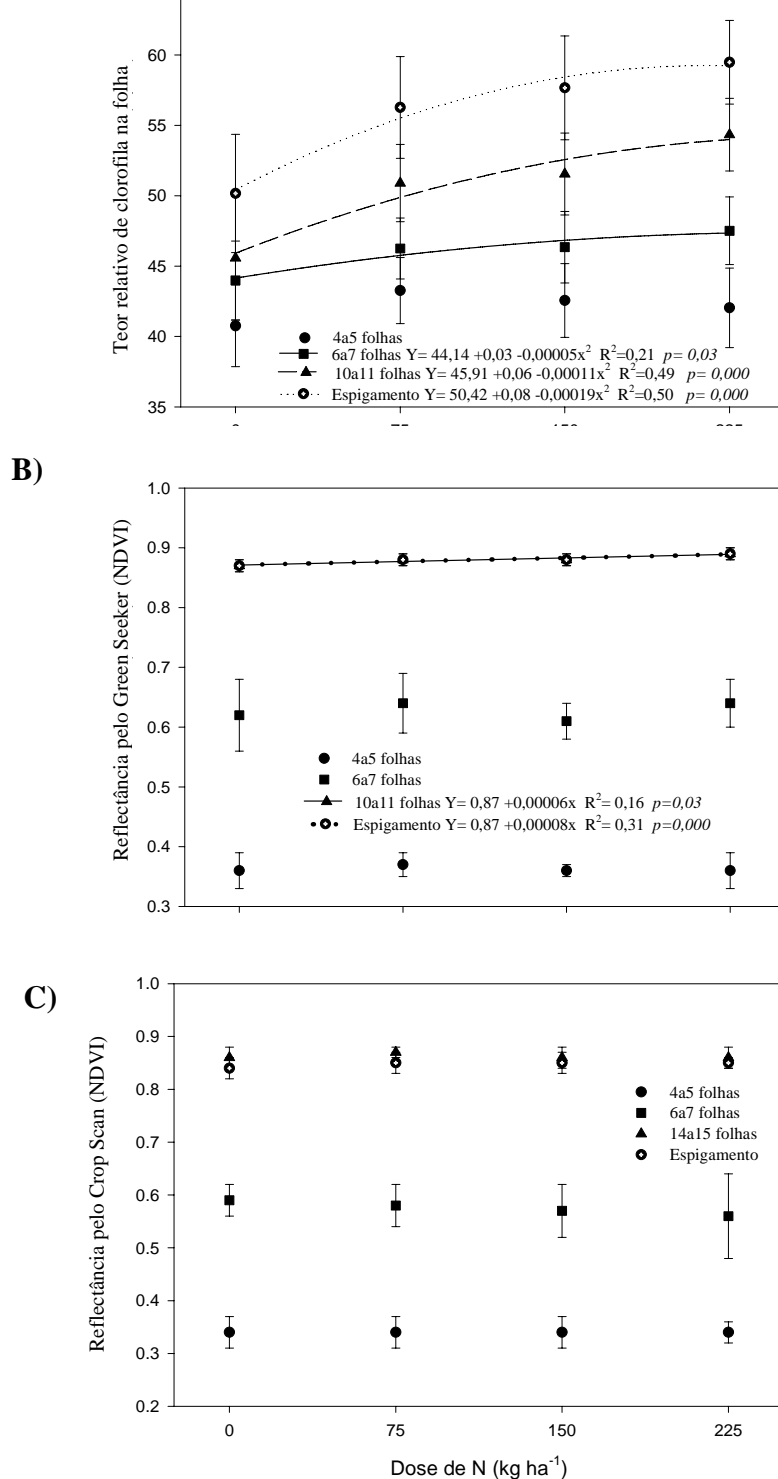 60
55
50
45
40
35
Teor relativo de clorofila na folha
4a5 folhas
6a7 folhas Y= 44,14 +0,03 -0,00005x² R²=0,21 p= 0,03
10a11 folhas Y= 45,91 +0,06 -0,00011x² R²=0,49 p= 0,000
Espigamento Y= 50,42 +0,08 -0,00019x² R²=0,50 p= 0,000
B)
1.0
0.9
0.8
0.7
0.6
0.5
0.4
0.3
Reflectância pelo Green Seeker (NDVI)
4a5 folhas
6a7 folhas
10a11 folhas Y= 0,87 +0,00006x R²= 0,16 p=0,03
Espigamento Y= 0,87 +0,00008x R²= 0,31 p=0,000
C)
1.0
0.9
0.8
0.7
0.6
0.5
0.4
0.3
0.2
Reflectância pelo Crop Scan (NDVI)
4a5 folhas
6a7 folhas
14a15 folhas
Espigamento
0 75 150 225
Dose de N (kg ha⁻¹)